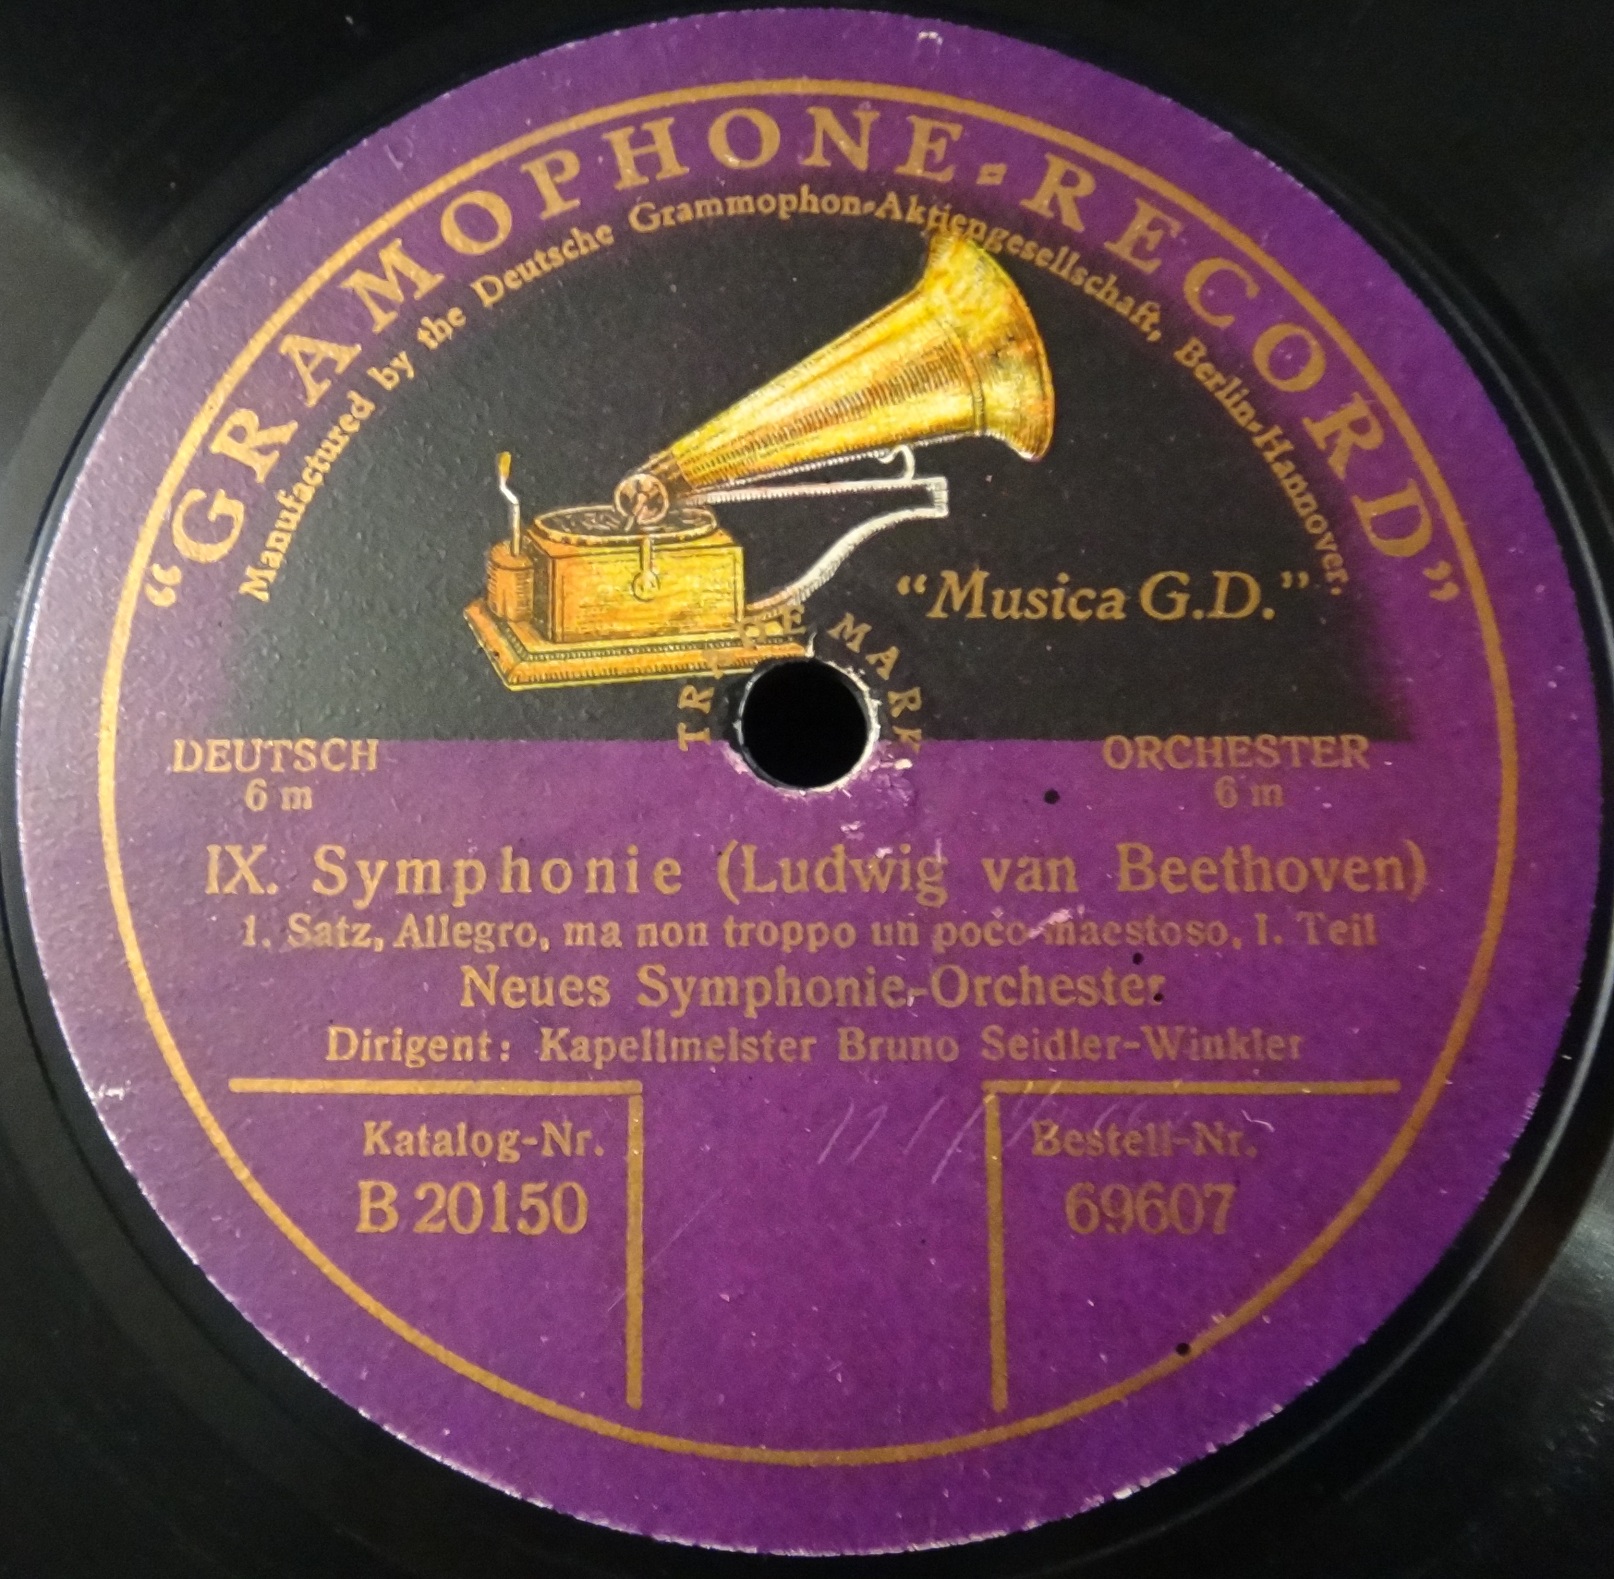 “GRAMOPHONE-RECORD”
Manufactured by the Deutsche Grammophon-Aktiengesellschaft, Berlin-Hannover.
“Musica G.D.”
TRADE MARK
DEUTSCH
6 m
ORCHESTER
6 m
IX. Symphonie (Ludwig van Beethoven)
1. Satz, Allegro, ma non troppo un poco maestoso, I. Teil
Neues Symphonie-Orchester
Dirigent: Kapellmeister Bruno Seidler-Winkler
Katalog-Nr.
B 20150
Bestell-Nr.
69607